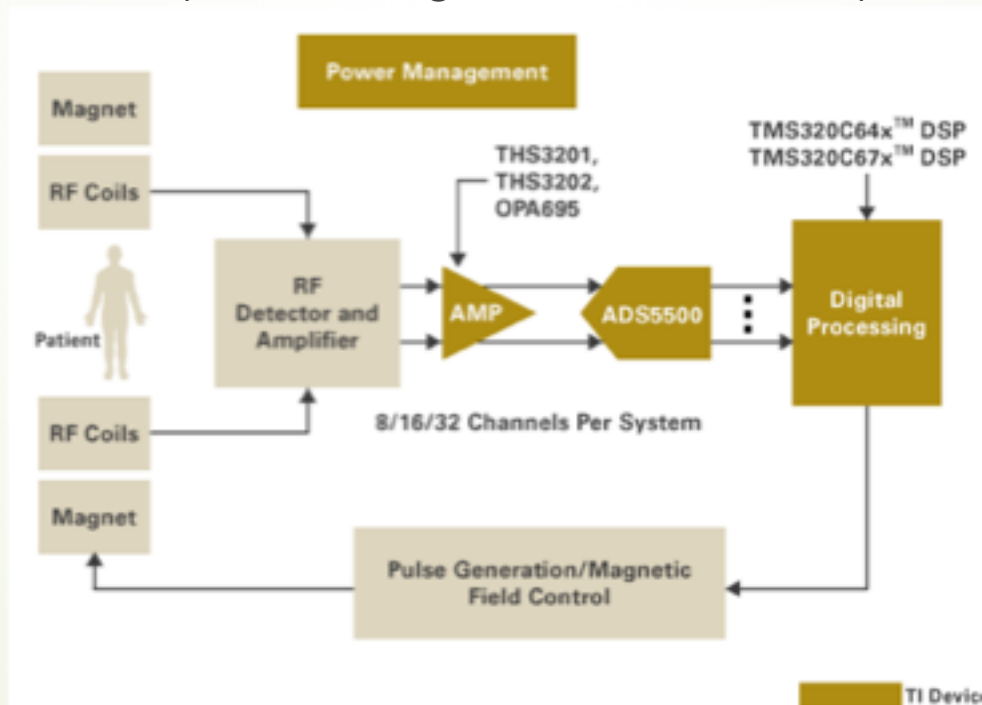 Power Management
Magnet
RF Coils
Patient
RF Coils
Magnet
RF
Detector and
Amplifier
THS3201,
THS3202,
OPA695
AMP
ADS5500
TMS320C64x™ DSP
TMS320C67x™ DSP
Digital
Processing
8/16/32 Channels Per System
Pulse Generation/Magnetic
Field Control
TI Device